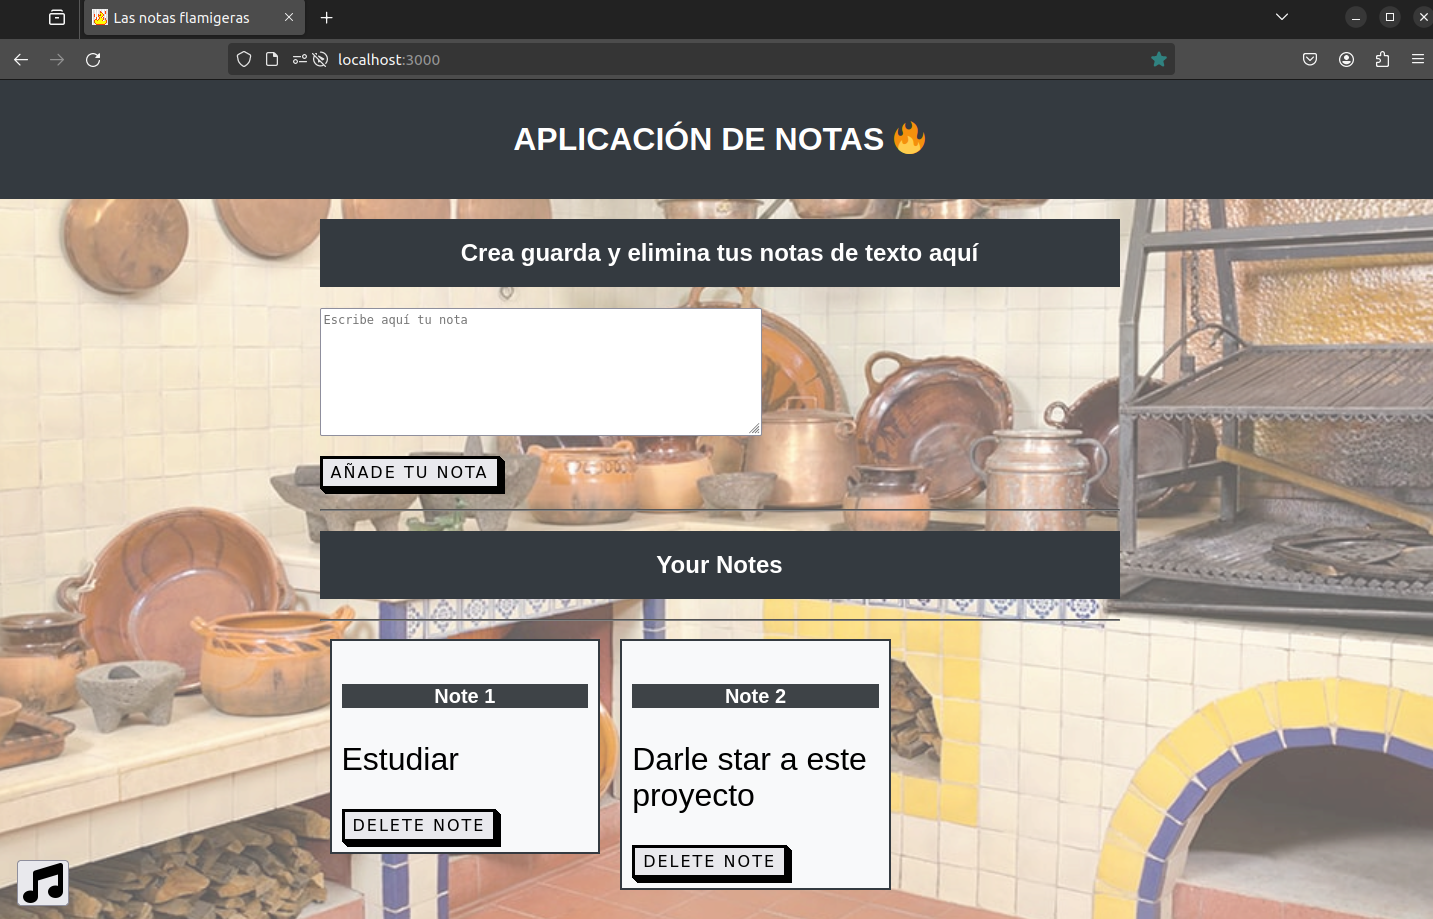 Las notas flamigeras
localhost:3000
APLICACIÓN DE NOTAS 🔥
Crea guarda y elimina tus notas de texto aquí
Escribe aquí tu nota
AÑADE TU NOTA
Your Notes
Note 1
Estudiar
DELETE NOTE
Note 2
Darle star a este
proyecto
DELETE NOTE